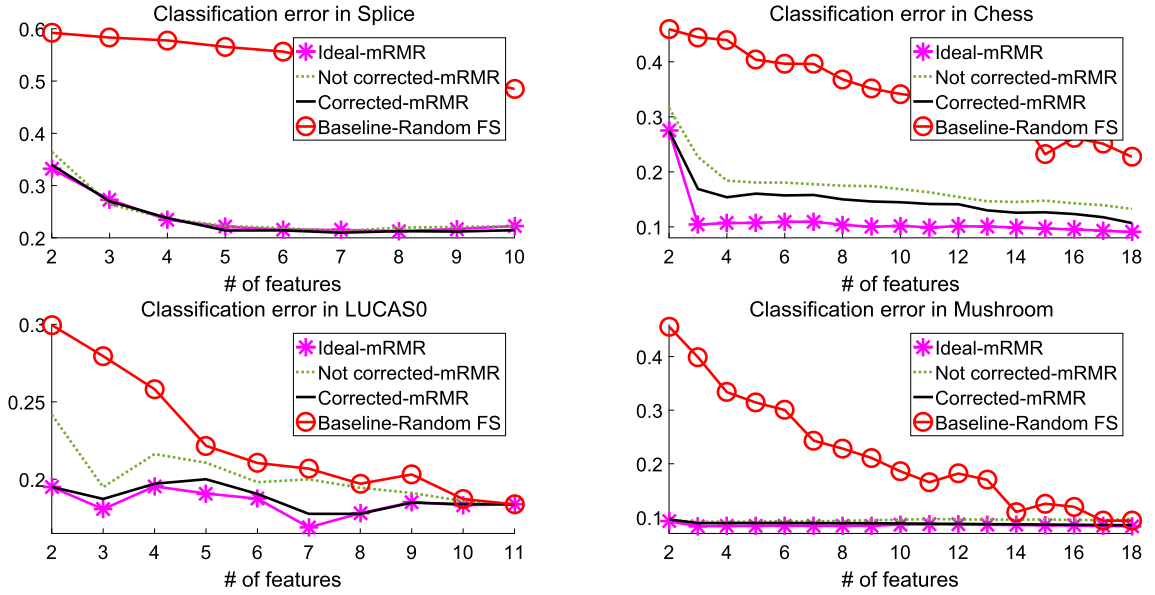 Classification error in Splice
0.6
0.5
0.4
0.3
0.2
Ideal-mRMR
Not corrected-mRMR
Corrected-mRMR
Baseline-Random FS
2 3 4 5 6 7 8 9 10
# of features
Classification error in Chess
0.4
0.3
0.2
0.1
Ideal-mRMR
Not corrected-mRMR
Corrected-mRMR
Baseline-Random FS
2 4 6 8 10 12 14 16 18
# of features
Classification error in LUCAS0
0.3
0.25
0.2
Ideal-mRMR
Not corrected-mRMR
Corrected-mRMR
Baseline-Random FS
2 3 4 5 6 7 8 9 10 11
# of features
Classification error in Mushroom
0.4
0.3
0.2
0.1
Ideal-mRMR
Not corrected-mRMR
Corrected-mRMR
Baseline-Random FS
2 4 6 8 10 12 14 16 18
# of features